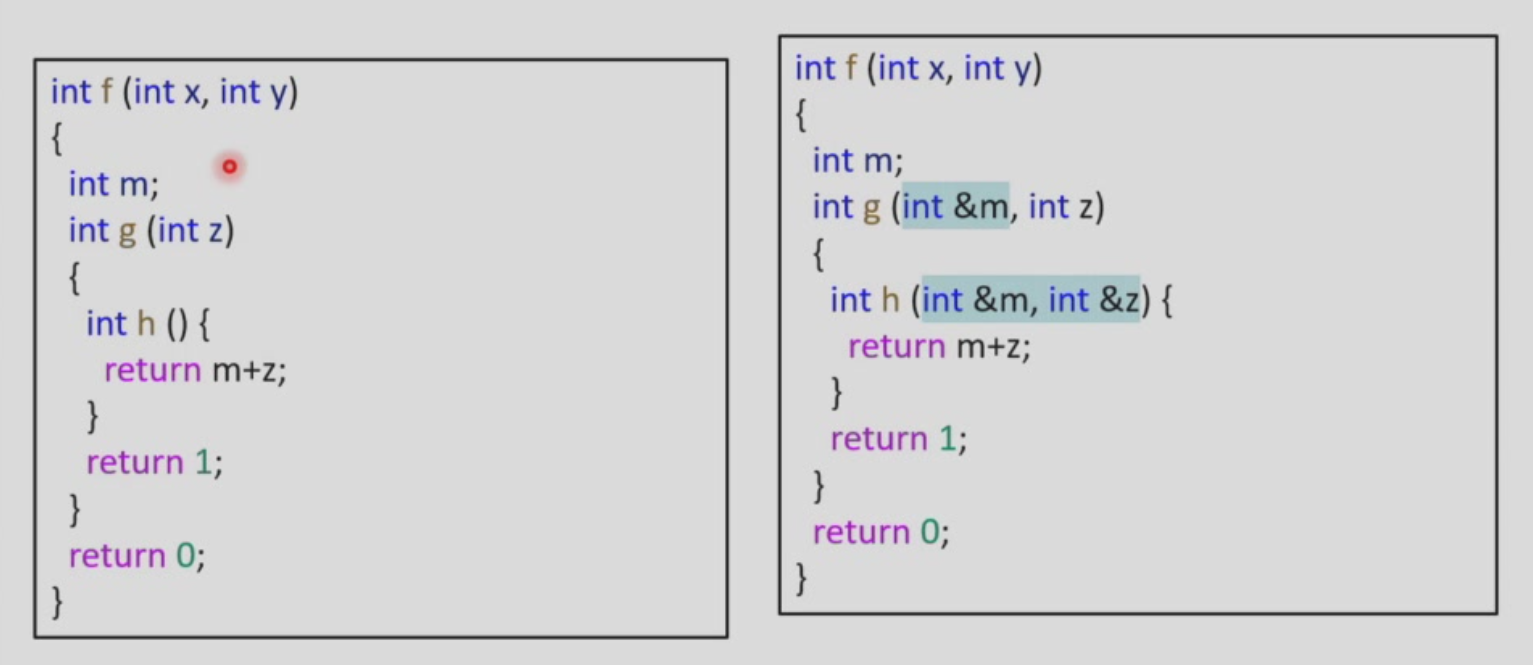 int f (int x, int y)
{
int m;
int g (int z)
{
int h () {
return m+z;
}
return 1;
}
return 0;
}
int f (int x, int y)
{
int m;
int g (int &m, int z)
{
int h (int &m, int &z) {
return m+z;
}
return 1;
}
return 0;
}